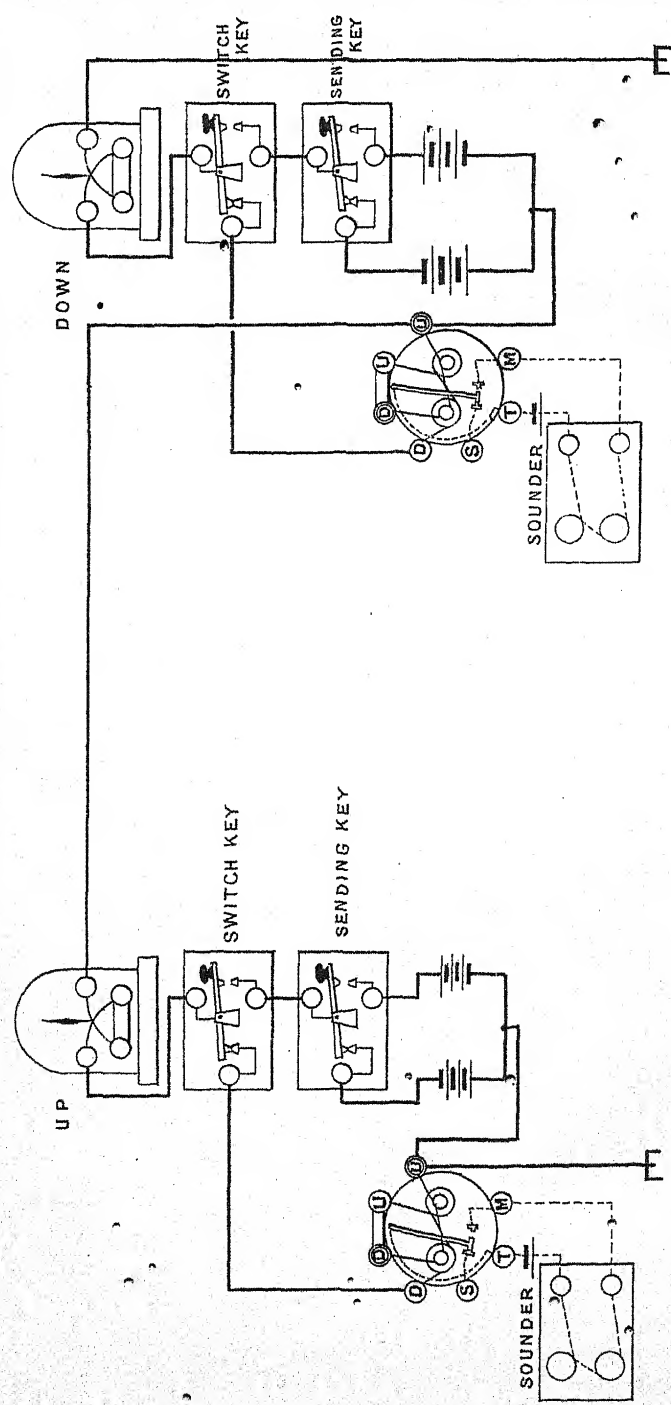 UP
SWITCH KEY
SENDING KEY
D
D
U
U
S
T
M
SOUNDER
DOWN
SWITCH
KEY
SENDING
KEY
D
D
U
U
S
T
M
SOUNDER